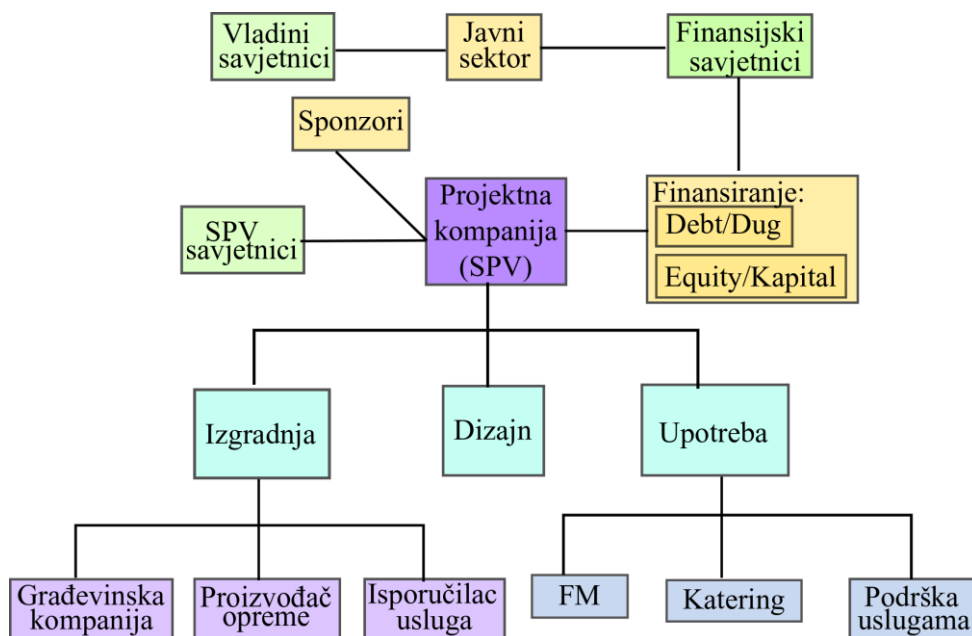 Vladini
savjetnici
Javni
sektor
Finansijski
savjetnici
Sponzori
SPV
savjetnici
Projektna
kompanija
(SPV)
Finansiranje:
Debt/Dug
Equity/Kapital
Izgradnja
Dizajn
Upotreba
Građevinska
kompanija
Proizvođač
opreme
Isporučilac
usluga
FM
Katering
Podrška
uslugama